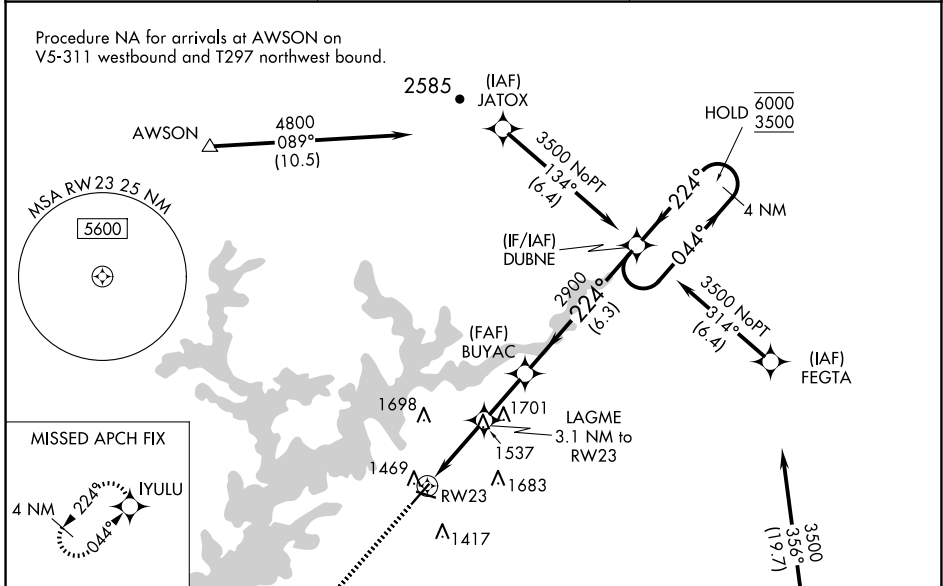 Procedure NA for arrivals at AWSON on
V5-311 westbound and T297 northwest bound.
2585
(IAF)
JATOX
HOLD
6000
3500
AWSON
4800
089°
(10.5)
3500 NoPT
134°
(6.4)
224°
4 NM
044°
MSA RW23 25 NM
5600
(IF/IAF)
DUBNE
2900
224°
(6.3)
3500 NoPT
314°
(6.4)
(IAF)
FEGTA
(FAF)
BUYAC
1698
1701
LAGME
3.1 NM to
RW23
1537
1469
RW23
1683
1417
MISSED APCH FIX
IYULU
4 NM
224°
044°
3500
356°
(19.7)